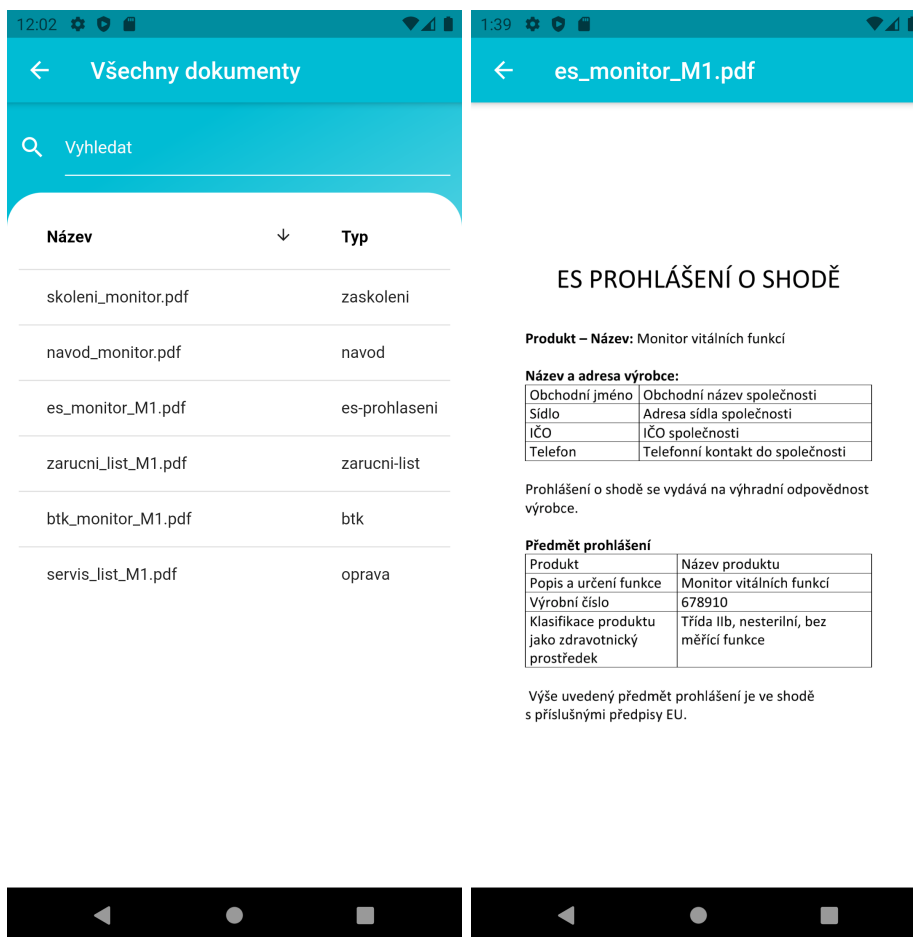 12:02
Všechny dokumenty
Vyhledat
Název Typ
skoleni_monitor.pdf zaskoleni
navod_monitor.pdf navod
es_monitor_M1.pdf es-prohlaseni
zarucni_list_M1.pdf zarucni-list
btk_monitor_M1.pdf btk
servis_list_M1.pdf oprava
1:39
es_monitor_M1.pdf
ES PROHLÁŠENÍ O SHODĚ
Produkt – Název: Monitor vitálních funkcí
Název a adresa výrobce:
Obchodní jméno Obchodní název společnosti
Sídlo Adresa sídla společnosti
IČO IČO společnosti
Telefon Telefonní kontakt do společnosti
Prohlášení o shodě se vydává na výhradní odpovědnost
výrobce.
Předmět prohlášení
Produkt Název produktu
Popis a určení funkce Monitor vitálních funkcí
Výrobní číslo 678910
Klasifikace produktu Třída IIb, nesterilní, bez
jako zdravotnický měřící funkce
prostředek
Výše uvedený předmět prohlášení je ve shodě
s příslušnými předpisy EU.